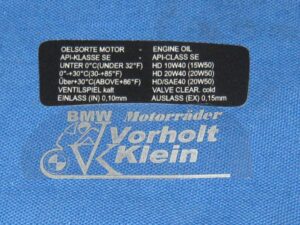 OELSORTE MOTOR - ENGINE OIL
API-KLASSE SE - API-CLASS SE
UNTER 0°C(UNDER 32°F) HD 10W40 (15W50)
0°-+30°C(30-+85°F) HD 20W40 (20W50)
Über+30°C(ABOVE+86°F) HD/SAE40 (20W50)
VENTILSPIEL kalt VALVE CLEAR. cold
EINLASS (IN) 0,10mm AUSLASS (EX) 0,15mm
BMW Motorräder
Vorholt
Klein